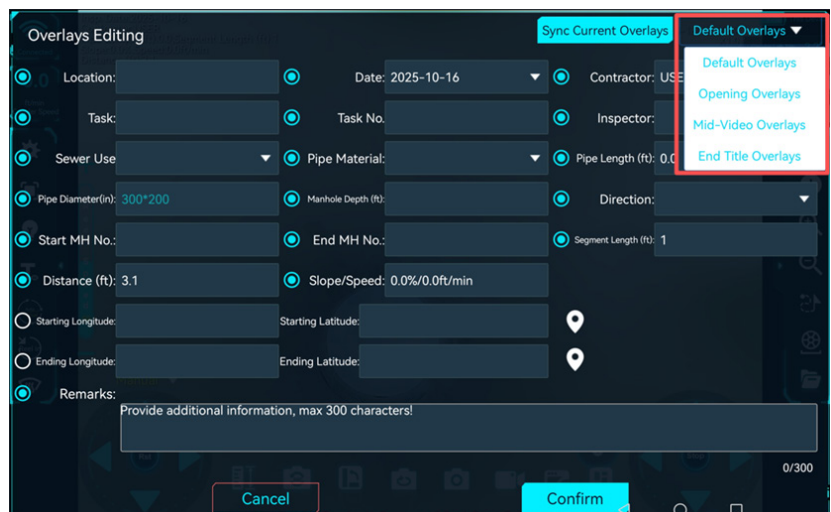 Overlays Editing
Sync Current Overlays
Default Overlays
Default Overlays
Opening Overlays
Mid-Video Overlays
End Title Overlays
Location:
Date: 2025-10-16
Contractor:
Task:
Task No.
Inspector:
Sewer Use
Pipe Material:
Pipe Length (ft): 0.0
Pipe Diameter(in): 300*200
Manhole Depth (ft):
Direction:
Start MH No.:
End MH No.:
Segment Length (ft): 1
Distance (ft): 3.1
Slope/Speed: 0.0%/0.0ft/min
Starting Longitude:
Starting Latitude:
Ending Longitude:
Ending Latitude:
Remarks:
Provide additional information, max 300 characters!
0/300
Cancel
Confirm